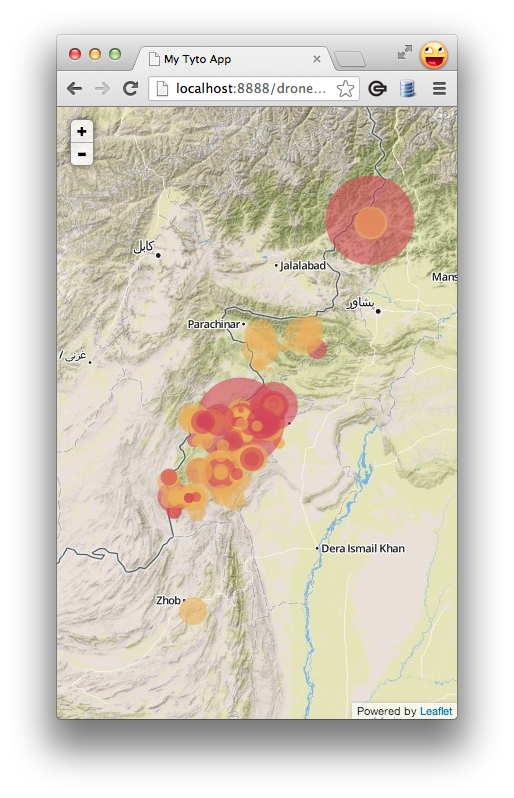 My Tyto App
localhost:8888/drone...
+
-
کابل
Jalalabad
Mans
پشاور
Parachinar
غزنی /
Dera Ismail Khan
Zhob
Powered by Leaflet